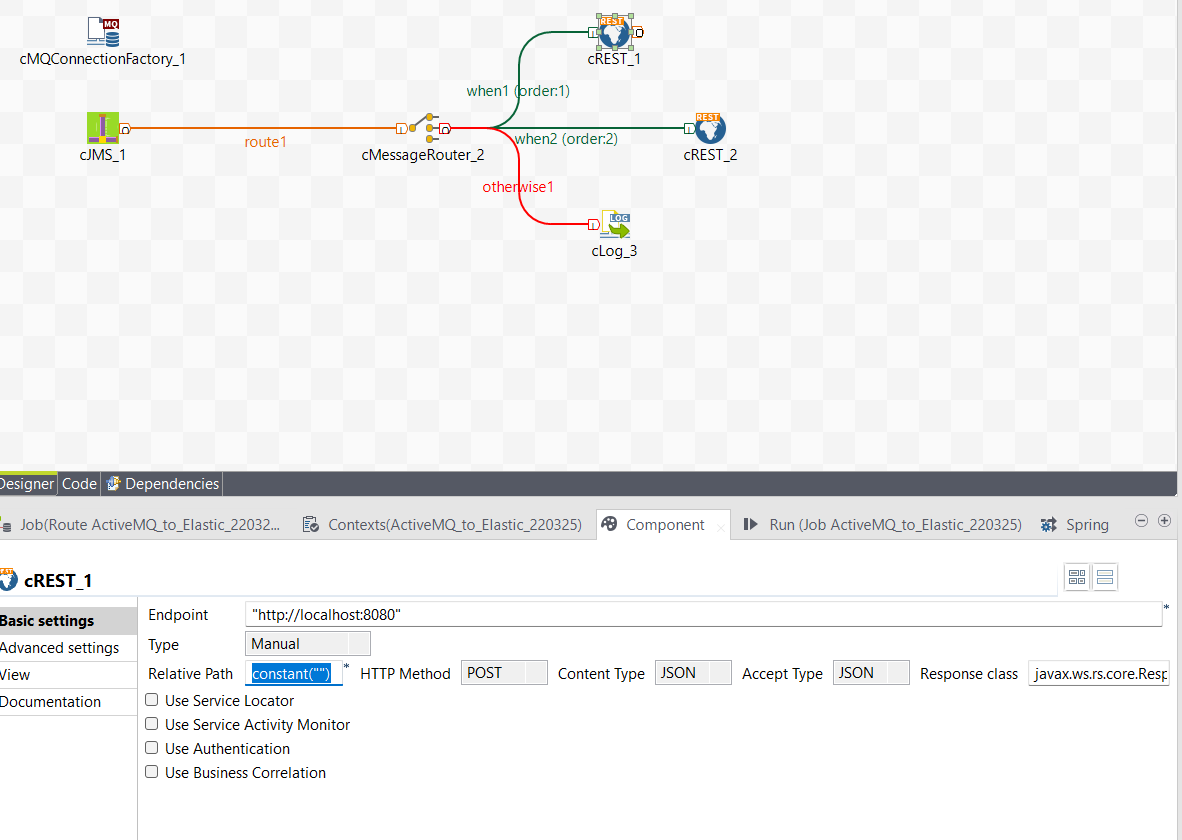 MQ
cMQConnectionFactory_1
REST
cREST_1
when1 (order:1)
cJMS_1
route1
cMessageRouter_2
when2 (order:2)
REST
cREST_2
otherwise1
LOG
cLog_3
Designer Code Dependencies
Job(Route ActiveMQ_to_Elastic_22032... Contexts(ActiveMQ_to_Elastic_220325) Component Run (Job ActiveMQ_to_Elastic_220325) Spring
cREST_1
Basic settings
Advanced settings
View
Documentation
Endpoint "http://localhost:8080" *
Type Manual
Relative Path constant("") * HTTP Method POST Content Type JSON Accept Type JSON Response class javax.ws.rs.core.Resp
Use Service Locator
Use Service Activity Monitor
Use Authentication
Use Business Correlation